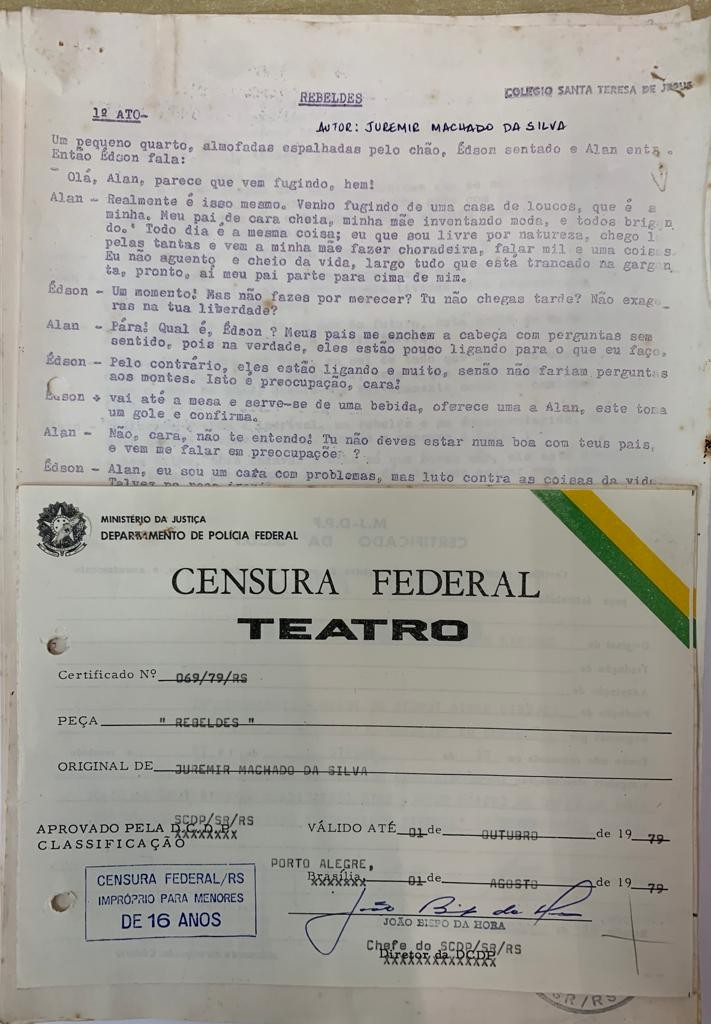 COLEGIO SANTA TERESA DE JESUS
REBELDES
1º ATO-
AUTOR: JUREMIR MACHADO DA SILVA
Um pequeno quarto, almofadas espalhadas pelo chão, Édson sentado e Alan entra.
Então Édson fala:
- Olá, Alan, parece que vem fugindo, hem!
Alan - Realmente é isso mesmo. Venho fugindo de uma casa de loucos, que é a
minha. Meu pai de cara cheia, minha mãe inventando moda, e todos brigan
do. Todo dia é a mesma coisa; eu que sou livre por natureza, chego l
pelas tantas e vem a minha mãe fazer choradeira, falar mil e uma coisas
Eu não aguento e cheio da vida, largo tudo que está trancado na gargan
ta, pronto, aí meu pai parte para cima de mim.
Édson - Um momento! Mas não fazes por merecer? Tu não chegas tarde? Não exage
ras na tua liberdade?
Alan - Pára! Qual é, Édson ? Meus pais me enchem a cabeça com perguntas sem
sentido, pois na verdade, eles estão pouco ligando para o que eu faço.
Édson - Pelo contrário, eles estão ligando e muito, senão não fariam perguntas
aos montes. Isto é preocupação, cara!
Édson + vai até a mesa e serve-se de uma bebida, oferece uma a Alan, este toma
um gole e confirma.
Alan - Não, cara, não te entendo! Tu não deves estar numa boa com teus pais,
e vem me falar em preocupações ?
Édson - Alan, eu sou um cara com problemas, mas luto contra as coisas da vida.
MINISTÉRIO DA JUSTIÇA
DEPARTAMENTO DE POLÍCIA FEDERAL
CENSURA FEDERAL
TEATRO
Certificado Nº 069/79/RS
PEÇA " REBELDES "
ORIGINAL DE JUREMIR MACHADO DA SILVA
SCDP/SR/RS
APROVADO PELA D.C.D.P. VÁLIDO ATÉ 01 de OUTUBRO de 1979
CLASSIFICAÇÃO
PORTO ALEGRE,
Brasília, 01 de AGOSTO de 1979
CENSURA FEDERAL/RS
IMPRÓPRIO PARA MENORES
DE 16 ANOS
João Bispo da Hora
JOÃO BISPO DA HORA
Chefe do SCDP/SR/RS
Diretor da DCDP
SR/RS